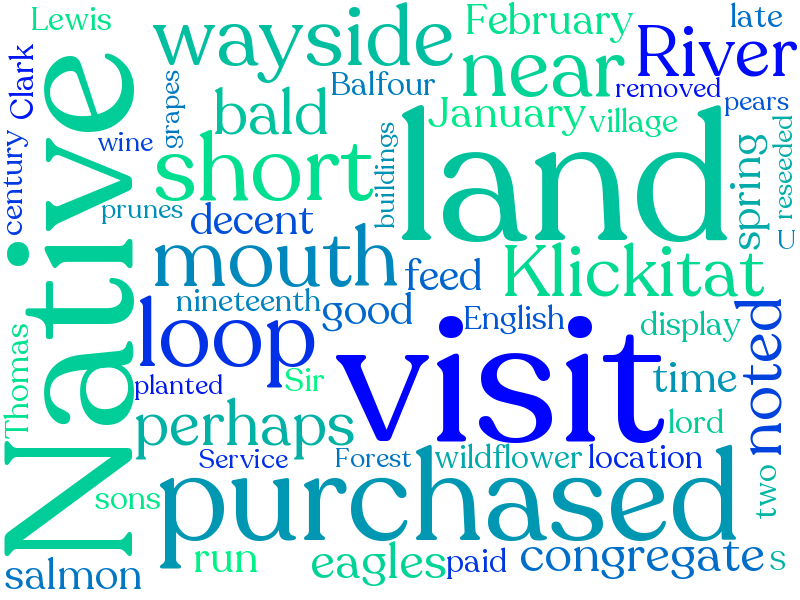 Lewis
wayside
February
late
Native
Clark
grapes
Balfour
near
River
removed
pears
wine
bald
January
village
century
short
buildings
land
spring
reseeded
U
prunes
decent
mouth
feed
Klickitat
nineteenth
good
loop
English
display
noted
Thomas
planted
Sir
visit
time
perhaps
lord
Service
Forest
wildflower
location
two
sons
purchased
run
eagles
paid
congregate
s
salmon